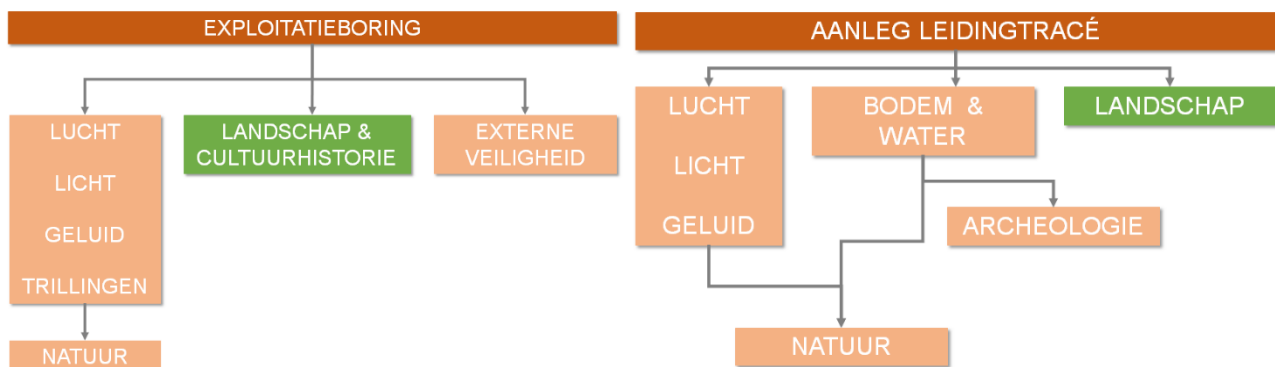 EXPLOITATIEBORING
LUCHT
LICHT
GELUID
TRILLINGEN
NATUUR
LANDSCHAP &
CULTUURHISTORIE
EXTERNE
VEILIGHEID
AANLEG LEIDINGTRACÉ
LUCHT
LICHT
GELUID
BODEM &
WATER
LANDSCHAP
ARCHEOLOGIE
NATUUR